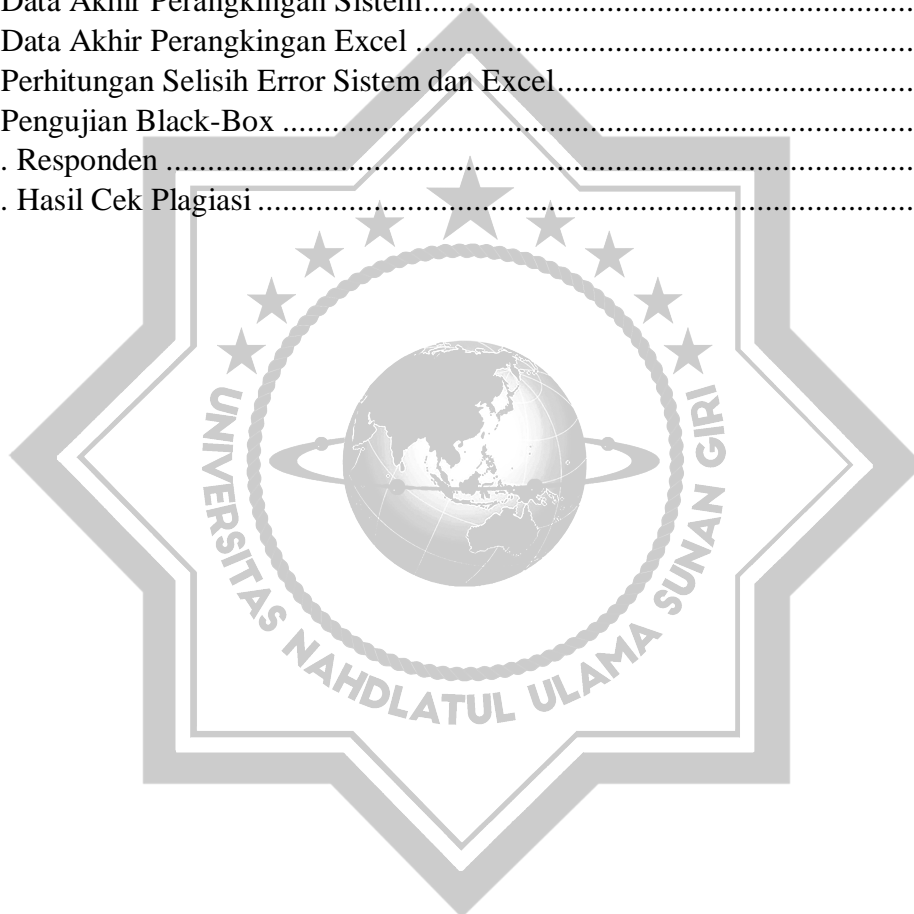 Data Akhir Perangkingan Sistem..............................................................
Data Akhir Perangkingan Excel ..............................................................
Perhitungan Selisih Error Sistem dan Excel............................................
Pengujian Black-Box ..............................................................................
. Responden ............................................................................................
. Hasil Cek Plagiasi .................................................................................
UNIVERSITAS NAHDLATUL ULAMA SUNAN GIRI